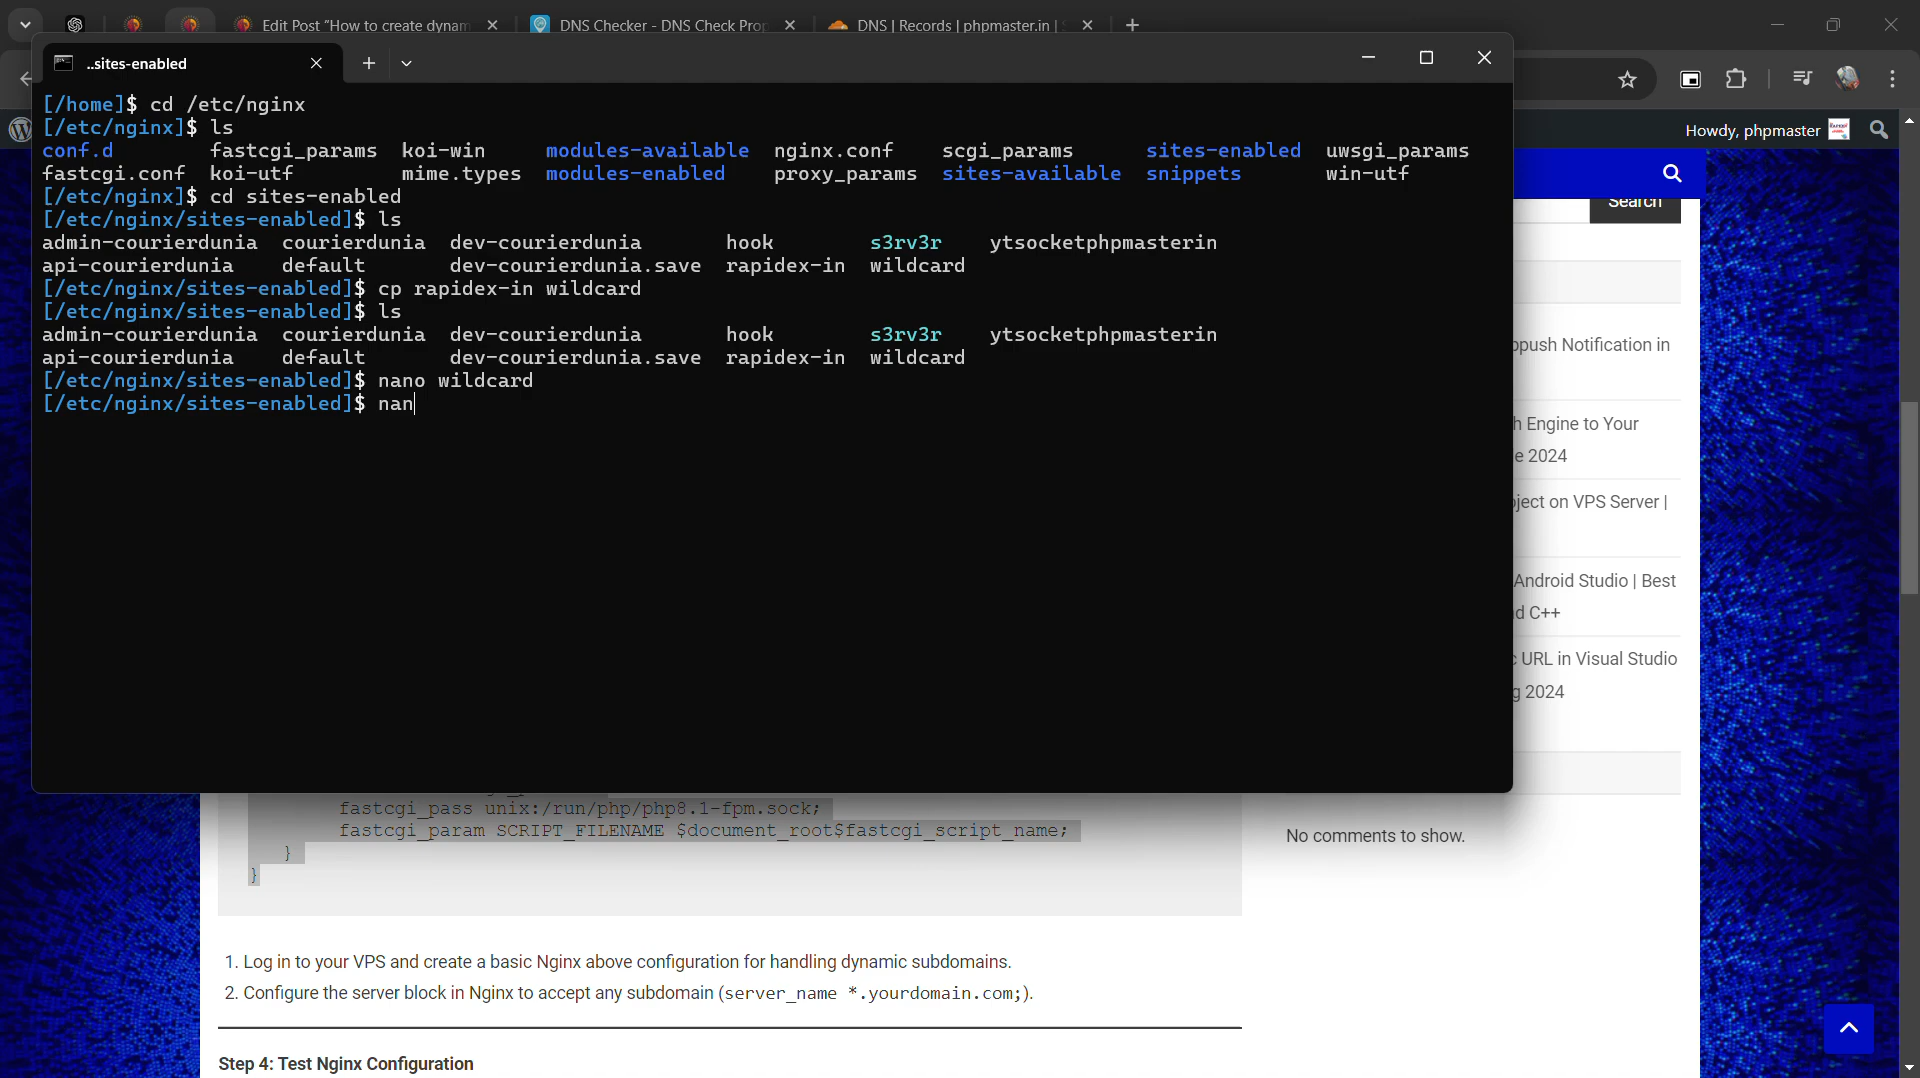 Edit Post "How to create dynam
DNS Checker - DNS Check Prop
DNS | Records | phpmaster.in |
..sites-enabled
Howdy, phpmaster
[/home]$ cd /etc/nginx
[/etc/nginx]$ ls
conf.d fastcgi_params koi-win modules-available nginx.conf scgi_params sites-enabled uwsgi_params
fastcgi.conf koi-utf mime.types modules-enabled proxy_params sites-available snippets win-utf
[/etc/nginx]$ cd sites-enabled
[/etc/nginx/sites-enabled]$ ls
admin-courierdunia courierdunia dev-courierdunia hook s3rv3r ytsocketphpmasterin
api-courierdunia default dev-courierdunia.save rapidex-in wildcard
[/etc/nginx/sites-enabled]$ cp rapidex-in wildcard
[/etc/nginx/sites-enabled]$ ls
admin-courierdunia courierdunia dev-courierdunia hook s3rv3r ytsocketphpmasterin
api-courierdunia default dev-courierdunia.save rapidex-in wildcard
[/etc/nginx/sites-enabled]$ nano wildcard
[/etc/nginx/sites-enabled]$ nan
Search
ppush Notification in
h Engine to Your
e 2024
ject on VPS Server |
Android Studio | Best
d C++
c URL in Visual Studio
g 2024
No comments to show.
fastcgi_pass unix:/run/php/php8.1-fpm.sock;
fastcgi_param SCRIPT_FILENAME $document_root$fastcgi_script_name;
}
}
1. Log in to your VPS and create a basic Nginx above configuration for handling dynamic subdomains.
2. Configure the server block in Nginx to accept any subdomain (server_name *.yourdomain.com;).
Step 4: Test Nginx Configuration